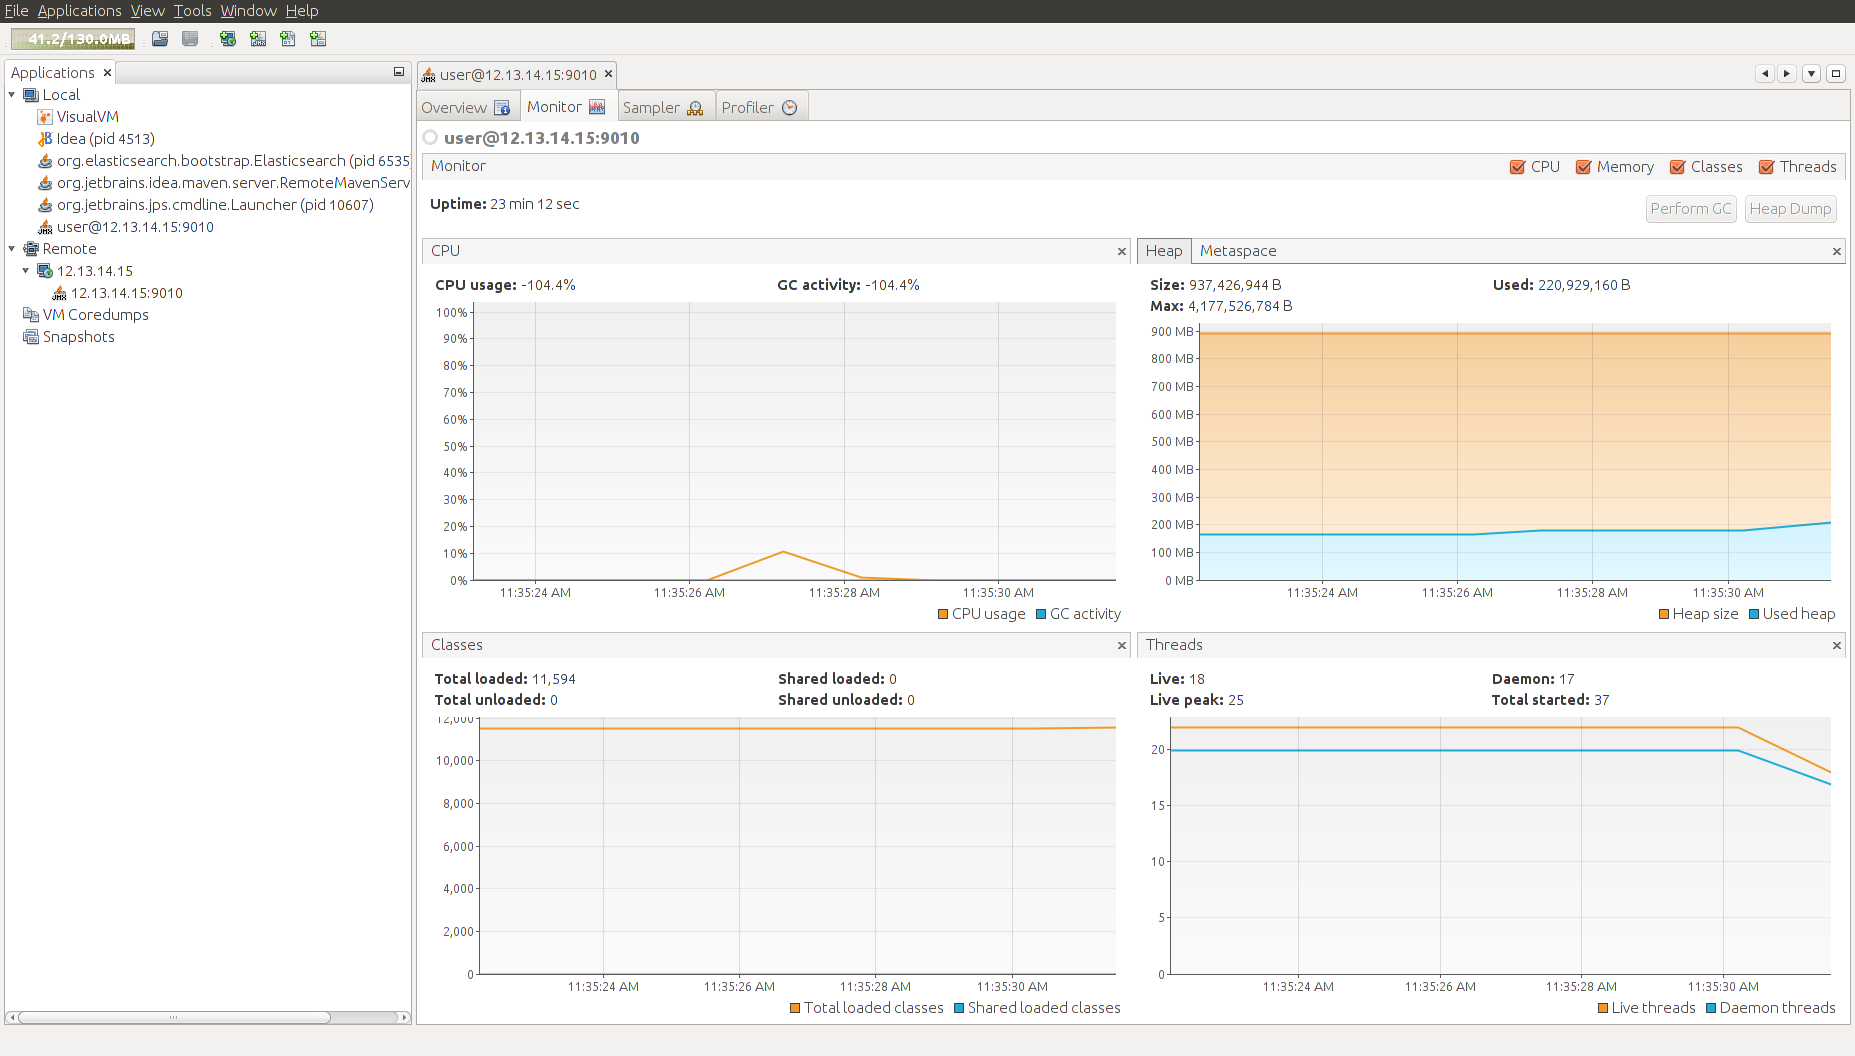 File Applications View Tools Window Help
41.2/130.0MB
Applications
Local
VisualVM
Idea (pid 4513)
org.elasticsearch.bootstrap.Elasticsearch (pid 6535
org.jetbrains.idea.maven.server.RemoteMavenServ
org.jetbrains.jps.cmdline.Launcher (pid 10607)
user@12.13.14.15:9010
Remote
12.13.14.15
12.13.14.15:9010
VM Coredumps
Snapshots
user@12.13.14.15:9010
Overview Monitor Sampler Profiler
user@12.13.14.15:9010
Monitor CPU Memory Classes Threads
Uptime: 23 min 12 sec
Perform GC Heap Dump
CPU
CPU usage: -104.4% GC activity: -104.4%
100%
90%
80%
70%
60%
50%
40%
30%
20%
10%
0%
11:35:24 AM 11:35:26 AM 11:35:28 AM 11:35:30 AM
CPU usage GC activity
Heap Metaspace
Size: 937,426,944 B Used: 220,929,160 B
Max: 4,177,526,784 B
900 MB
800 MB
700 MB
600 MB
500 MB
400 MB
300 MB
200 MB
100 MB
0 MB
11:35:24 AM 11:35:26 AM 11:35:28 AM 11:35:30 AM
Heap size Used heap
Classes
Total loaded: 11,594 Shared loaded: 0
Total unloaded: 0 Shared unloaded: 0
12,000
10,000
8,000
6,000
4,000
2,000
0
11:35:24 AM 11:35:26 AM 11:35:28 AM 11:35:30 AM
Total loaded classes Shared loaded classes
Threads
Live: 18 Daemon: 17
Live peak: 25 Total started: 37
20
15
10
5
0
11:35:24 AM 11:35:26 AM 11:35:28 AM 11:35:30 AM
Live threads Daemon threads